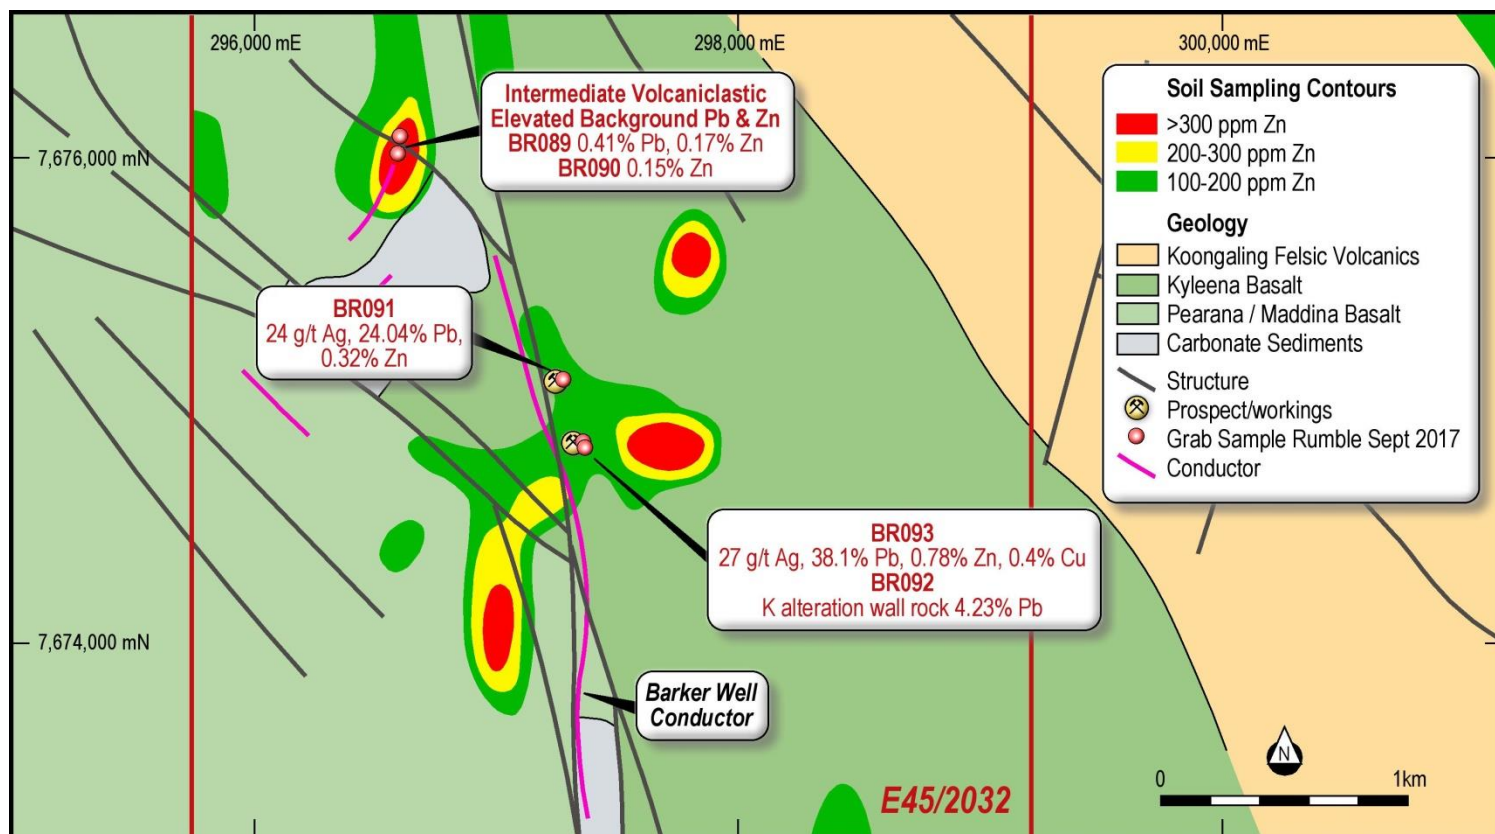 296,000 mE
298,000 mE
300,000 mE
7,676,000 mN
7,674,000 mN
Intermediate Volcaniclastic
Elevated Background Pb & Zn
BR089 0.41% Pb, 0.17% Zn
BR090 0.15% Zn
BR091
24 g/t Ag, 24.04% Pb,
0.32% Zn
BR093
27 g/t Ag, 38.1% Pb, 0.78% Zn, 0.4% Cu
BR092
K alteration wall rock 4.23% Pb
Barker Well
Conductor
E45/2032
Soil Sampling Contours
>300 ppm Zn
200-300 ppm Zn
100-200 ppm Zn
Geology
Koongaling Felsic Volcanics
Kyleena Basalt
Pearana / Maddina Basalt
Carbonate Sediments
Structure
Prospect/workings
Grab Sample Rumble Sept 2017
Conductor
N
0 1km